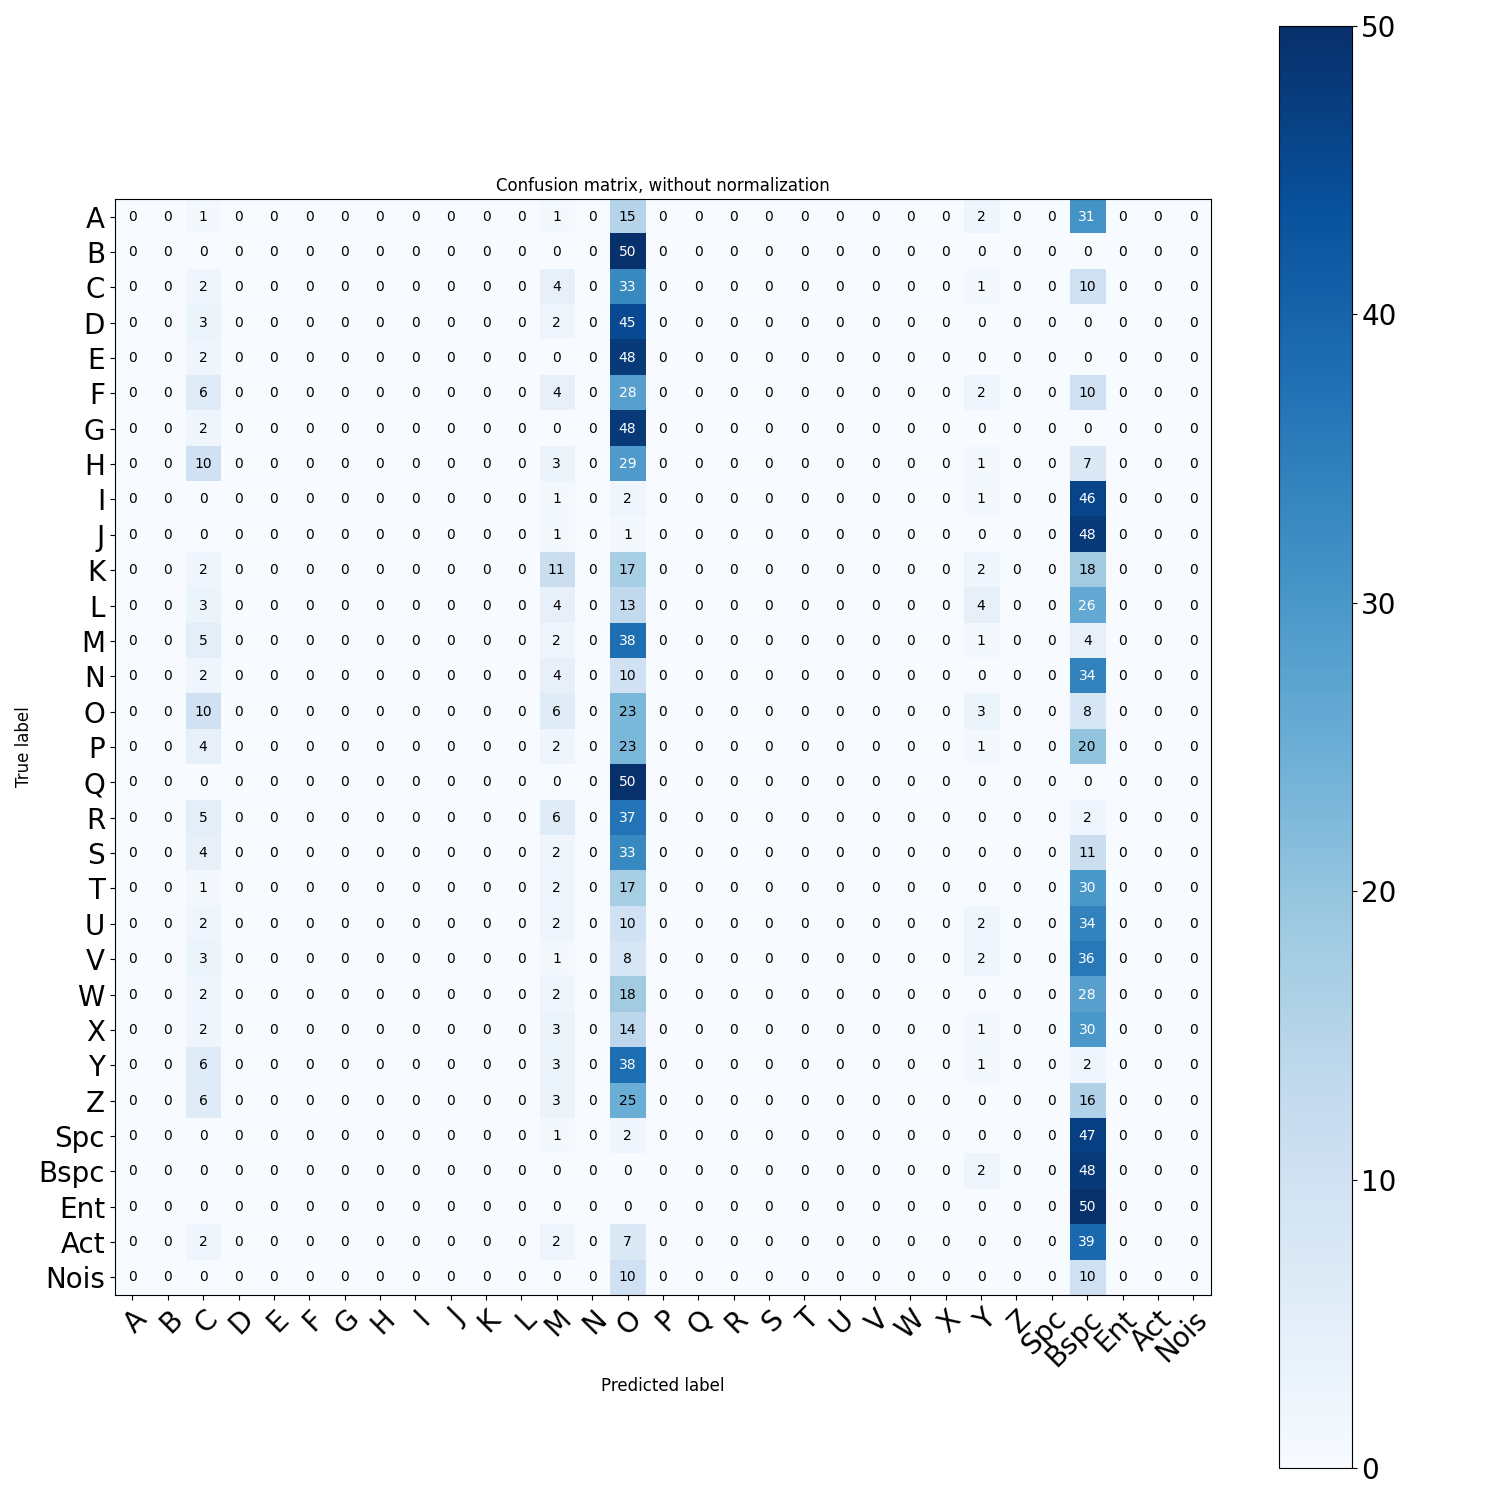 Confusion matrix, without normalization
A 0 0 1 0 0 0 0 0 0 0 0 0 1 0 15 0 0 0 0 0 0 0 0 0 2 0 0 31 0 0 0
B 0 0 0 0 0 0 0 0 0 0 0 0 0 0 50 0 0 0 0 0 0 0 0 0 0 0 0 0 0 0 0
C 0 0 2 0 0 0 0 0 0 0 0 0 4 0 33 0 0 0 0 0 0 0 0 0 1 0 0 10 0 0 0
D 0 0 3 0 0 0 0 0 0 0 0 0 2 0 45 0 0 0 0 0 0 0 0 0 0 0 0 0 0 0 0
E 0 0 2 0 0 0 0 0 0 0 0 0 0 0 48 0 0 0 0 0 0 0 0 0 0 0 0 0 0 0 0
F 0 0 6 0 0 0 0 0 0 0 0 0 4 0 28 0 0 0 0 0 0 0 0 0 2 0 0 10 0 0 0
G 0 0 2 0 0 0 0 0 0 0 0 0 0 0 48 0 0 0 0 0 0 0 0 0 0 0 0 0 0 0 0
H 0 0 10 0 0 0 0 0 0 0 0 0 3 0 29 0 0 0 0 0 0 0 0 0 1 0 0 7 0 0 0
I 0 0 0 0 0 0 0 0 0 0 0 0 1 0 2 0 0 0 0 0 0 0 0 0 1 0 0 46 0 0 0
J 0 0 0 0 0 0 0 0 0 0 0 0 1 0 1 0 0 0 0 0 0 0 0 0 0 0 0 48 0 0 0
K 0 0 2 0 0 0 0 0 0 0 0 0 11 0 17 0 0 0 0 0 0 0 0 0 2 0 0 18 0 0 0
L 0 0 3 0 0 0 0 0 0 0 0 0 4 0 13 0 0 0 0 0 0 0 0 0 4 0 0 26 0 0 0
M 0 0 5 0 0 0 0 0 0 0 0 0 2 0 38 0 0 0 0 0 0 0 0 0 1 0 0 4 0 0 0
N 0 0 2 0 0 0 0 0 0 0 0 0 4 0 10 0 0 0 0 0 0 0 0 0 0 0 0 34 0 0 0
O 0 0 10 0 0 0 0 0 0 0 0 0 6 0 23 0 0 0 0 0 0 0 0 0 3 0 0 8 0 0 0
P 0 0 4 0 0 0 0 0 0 0 0 0 2 0 23 0 0 0 0 0 0 0 0 0 1 0 0 20 0 0 0
Q 0 0 0 0 0 0 0 0 0 0 0 0 0 0 50 0 0 0 0 0 0 0 0 0 0 0 0 0 0 0 0
R 0 0 5 0 0 0 0 0 0 0 0 0 6 0 37 0 0 0 0 0 0 0 0 0 0 0 0 2 0 0 0
S 0 0 4 0 0 0 0 0 0 0 0 0 2 0 33 0 0 0 0 0 0 0 0 0 0 0 0 11 0 0 0
T 0 0 1 0 0 0 0 0 0 0 0 0 2 0 17 0 0 0 0 0 0 0 0 0 0 0 0 30 0 0 0
U 0 0 2 0 0 0 0 0 0 0 0 0 2 0 10 0 0 0 0 0 0 0 0 0 2 0 0 34 0 0 0
V 0 0 3 0 0 0 0 0 0 0 0 0 1 0 8 0 0 0 0 0 0 0 0 0 2 0 0 36 0 0 0
W 0 0 2 0 0 0 0 0 0 0 0 0 2 0 18 0 0 0 0 0 0 0 0 0 0 0 0 28 0 0 0
X 0 0 2 0 0 0 0 0 0 0 0 0 3 0 14 0 0 0 0 0 0 0 0 0 1 0 0 30 0 0 0
Y 0 0 6 0 0 0 0 0 0 0 0 0 3 0 38 0 0 0 0 0 0 0 0 0 1 0 0 2 0 0 0
Z 0 0 6 0 0 0 0 0 0 0 0 0 3 0 25 0 0 0 0 0 0 0 0 0 0 0 0 16 0 0 0
Spc 0 0 0 0 0 0 0 0 0 0 0 0 1 0 2 0 0 0 0 0 0 0 0 0 0 0 0 47 0 0 0
Bspc 0 0 0 0 0 0 0 0 0 0 0 0 0 0 0 0 0 0 0 0 0 0 0 0 2 0 0 48 0 0 0
Ent 0 0 0 0 0 0 0 0 0 0 0 0 0 0 0 0 0 0 0 0 0 0 0 0 0 0 0 50 0 0 0
Act 0 0 2 0 0 0 0 0 0 0 0 0 2 0 7 0 0 0 0 0 0 0 0 0 0 0 0 39 0 0 0
Nois 0 0 0 0 0 0 0 0 0 0 0 0 0 0 10 0 0 0 0 0 0 0 0 0 0 0 0 10 0 0 0
A B C D E F G H I J K L M N O P Q R S T U V W X Y Z Spc Bspc Ent Act Nois
Predicted label
True label
50
40
30
20
10
0